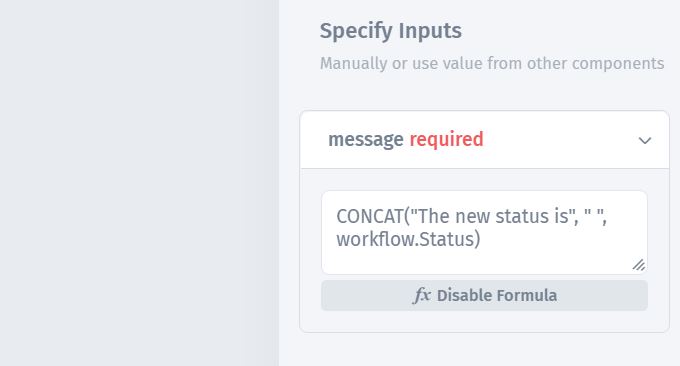 Specify Inputs
Manually or use value from other components
message required
CONCAT("The new status is", " ",
workflow.Status)
fx Disable Formula